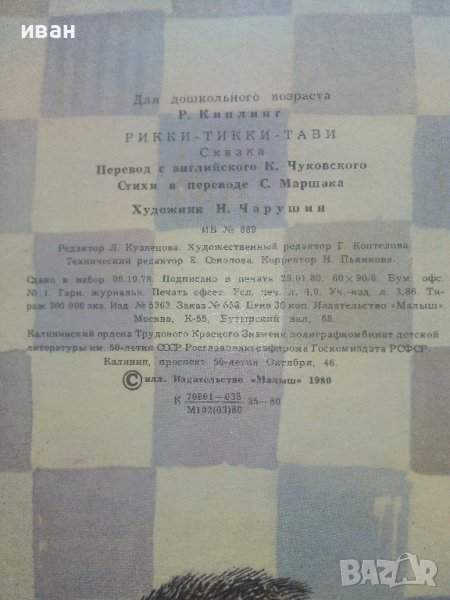 иван
Для дошкольного возраста
Р. Киплинг
РИККИ-ТИККИ-ТАВИ
Сказка
Перевод с английского К. Чуковского
Стихи в переводе С. Маршака
Художник Н. Чарушин
ИБ № 889
Редактор Л. Кузнецова. Художественный редактор Г. Коптелова.
Технический редактор Е. Соколова. Корректор Н. Пьянкова.
Сдано в набор 05.10.78. Подписано в печать 25.01.80. 60×90/8. Бум. офс.
№ 1. Гарн. журнальн. Печать офсет. Усл. печ. л. 4,0. Уч.-изд. л. 3,86. Ти-
раж 300 000 экз. Изд № 5363. Заказ № 658. Цена 30 коп. Издательство «Малыш».
Москва, К-55, Бутырский вал, 68.
Калининский ордена Трудового Красного Знамени полиграфкомбинат детской
литературы им. 50-летия СССР Росглавполиграфпрома Госкомиздата РСФСР.
Калинин, проспект 50-летия Октября, 46.
© илл. Издательство «Малыш» 1980
К 70801—038 35—80
М102(03)80
bazar